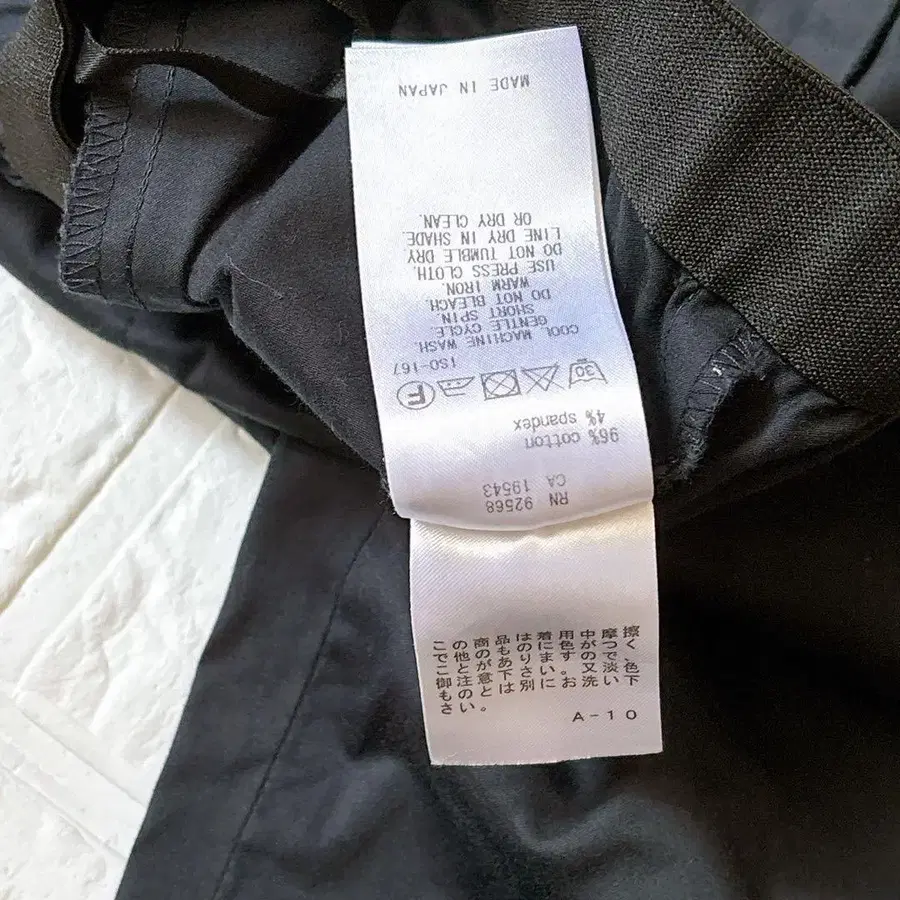 RN 92568
CA 19543
96% cotton
4% spandex
30
F
ISO-167
COOL MACHINE WASH.
GENTLE CYCLE.
SHORT SPIN
DO NOT BLEACH.
WARM IRON.
USE PRESS CLOTH.
DO NOT TUMBLE DRY
LINE DRY IN SHADE.
OR DRY CLEAN.
MADE IN JAPAN
この商品は着用中摩擦
で他のものに色がつく
ことがありますので、
御注意下さい。又淡色
ものとは別にお洗い下
さい。
A-10